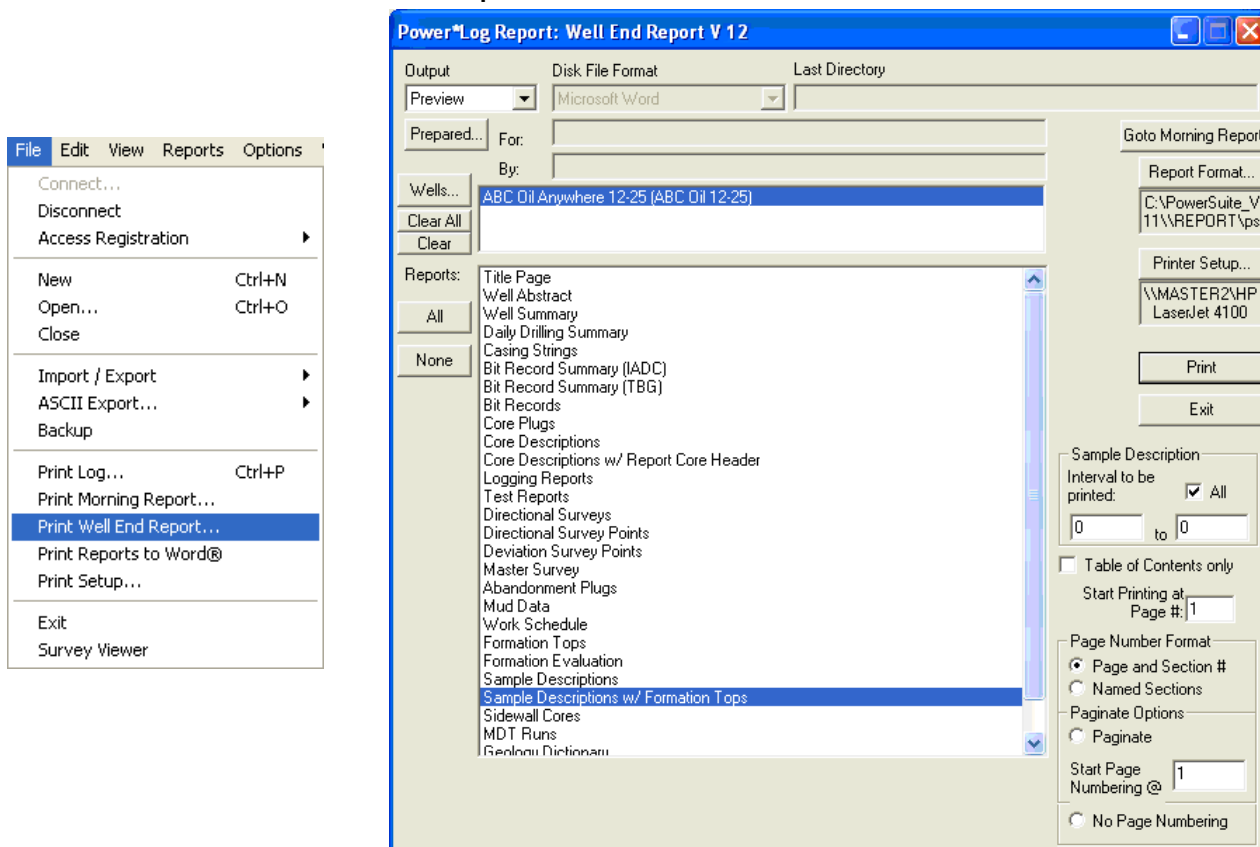 File Edit View Reports Options
Connect...
Disconnect
Access Registration
New Ctrl+N
Open... Ctrl+O
Close
Import / Export
ASCII Export...
Backup
Print Log... Ctrl+P
Print Morning Report...
Print Well End Report...
Print Reports to Word®
Print Setup...
Exit
Survey Viewer
Power*Log Report: Well End Report V 12
Output Disk File Format Last Directory
Preview Microsoft Word
Prepared... For:
By:
Goto Morning Report
Report Format...
C:\PowerSuite_V
11\\REPORT\ps
Wells... ABC Oil Anywhere 12-25 (ABC Oil 12-25)
Clear All
Clear
Printer Setup...
\\MASTER2\HP
LaserJet 4100
Reports:
All
None
Title Page
Well Abstract
Well Summary
Daily Drilling Summary
Casing Strings
Bit Record Summary (IADC)
Bit Record Summary (TBG)
Bit Records
Core Plugs
Core Descriptions
Core Descriptions w/ Report Core Header
Logging Reports
Test Reports
Directional Surveys
Directional Survey Points
Deviation Survey Points
Master Survey
Abandonment Plugs
Mud Data
Work Schedule
Formation Tops
Formation Evaluation
Sample Descriptions
Sample Descriptions w/ Formation Tops
Sidewall Cores
MDT Runs
Geology Dictionary
Print
Exit
Sample Description
Interval to be
printed: All
0 to 0
Table of Contents only
Start Printing at
Page #: 1
Page Number Format
Page and Section #
Named Sections
Paginate Options
Paginate
Start Page
Numbering @ 1
No Page Numbering